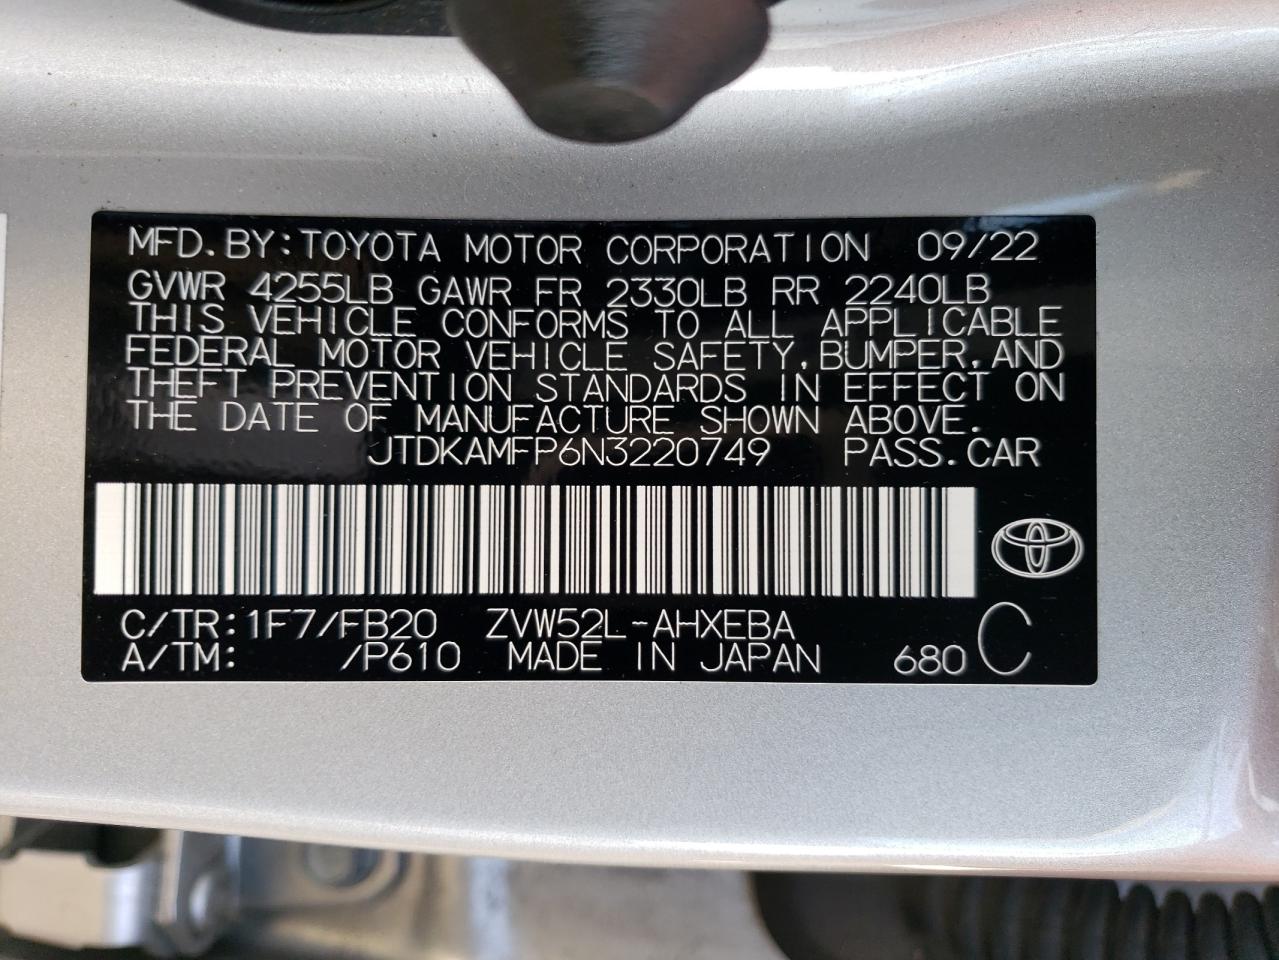 MFD.BY:TOYOTA MOTOR CORPORATION 09/22
GVWR 4255LB GAWR FR 2330LB RR 2240LB
THIS VEHICLE CONFORMS TO ALL APPLICABLE
FEDERAL MOTOR VEHICLE SAFETY,BUMPER,AND
THEFT PREVENTION STANDARDS IN EFFECT ON
THE DATE OF MANUFACTURE SHOWN ABOVE.
JTDKAMFP6N3220749 PASS.CAR
C/TR:1F7/FB20 ZVW52L-AHXEBA
A/TM: /P610 MADE IN JAPAN 680 C